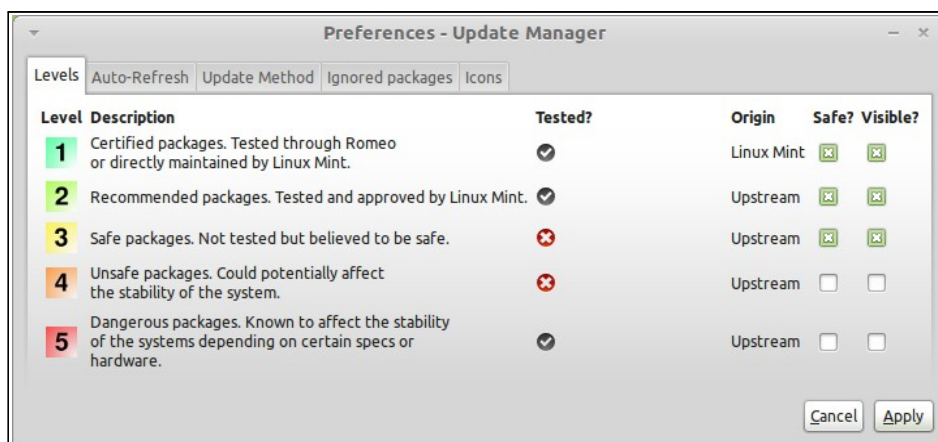 Preferences - Update Manager
Levels Auto-Refresh Update Method Ignored packages Icons
Level Description Tested? Origin Safe? Visible?
1 Certified packages. Tested through Romeo
or directly maintained by Linux Mint. Linux Mint
2 Recommended packages. Tested and approved by Linux Mint. Upstream
3 Safe packages. Not tested but believed to be safe. Upstream
4 Unsafe packages. Could potentially affect
the stability of the system. Upstream
5 Dangerous packages. Known to affect the stability
of the systems depending on certain specs or Upstream
hardware.
Cancel Apply